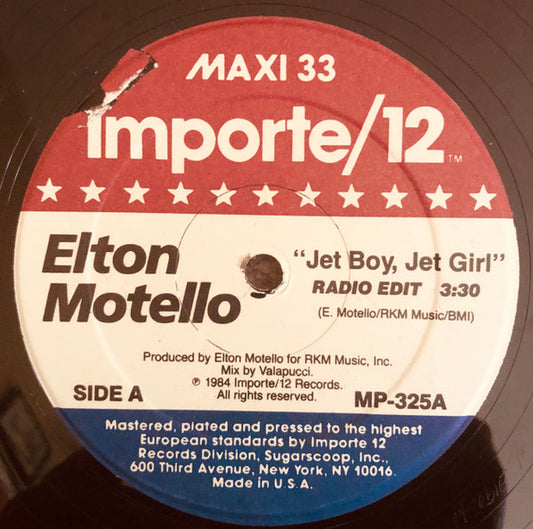 MAXI 33
Importe/12 TM
Elton
Motello
"Jet Boy, Jet Girl"
RADIO EDIT 3:30
(E. Motello/RKM Music/BMI)
Produced by Elton Motello for RKM Music, Inc.
Mix by Valapucci.
℗ 1984 Importe/12 Records.
All rights reserved.
SIDE A
MP-325A
Mastered, plated and pressed to the highest
European standards by Importe 12
Records Division, Sugarscoop, Inc.,
600 Third Avenue, New York, NY 10016.
Made in U.S.A.